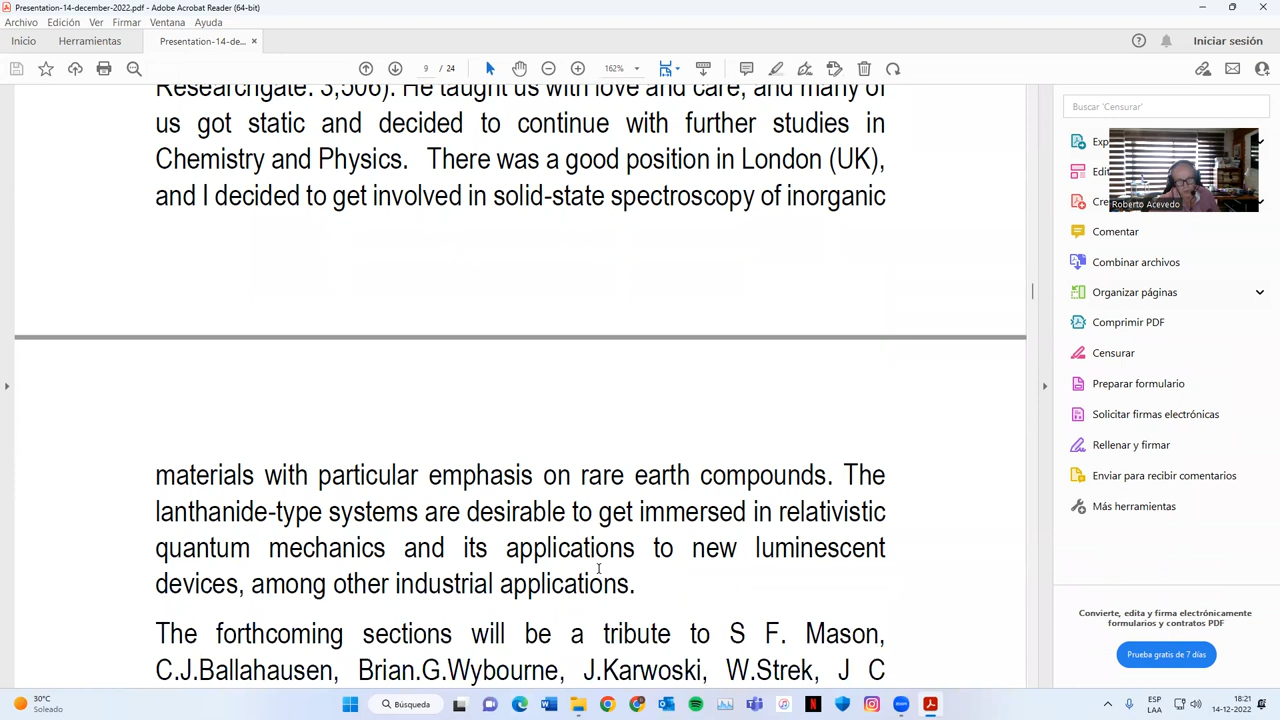 Presentation-14-december-2022.pdf - Adobe Acrobat Reader (64-bit)
Archivo Edición Ver Firmar Ventana Ayuda
Inicio Herramientas Presentation-14-de... × Iniciar sesión
9 / 24 162%
Researchgate: 3,506). He taught us with love and care, and many of
us got static and decided to continue with further studies in
Chemistry and Physics. There was a good position in London (UK),
and I decided to get involved in solid-state spectroscopy of inorganic
materials with particular emphasis on rare earth compounds. The
lanthanide-type systems are desirable to get immersed in relativistic
quantum mechanics and its applications to new luminescent
devices, among other industrial applications.
The forthcoming sections will be a tribute to S F. Mason,
C.J.Ballahausen, Brian.G.Wybourne, J.Karwoski, W.Strek, J C
Buscar 'Censurar'
Exp
Edit
Cre
Roberto Acevedo
Comentar
Combinar archivos
Organizar páginas
Comprimir PDF
Censurar
Preparar formulario
Solicitar firmas electrónicas
Rellenar y firmar
Enviar para recibir comentarios
Más herramientas
Convierte, edita y firma electrónicamente
formularios y contratos PDF
Prueba gratis de 7 días
30°C
Soleado
Búsqueda
ESP
LAA
18:21
14-12-2022